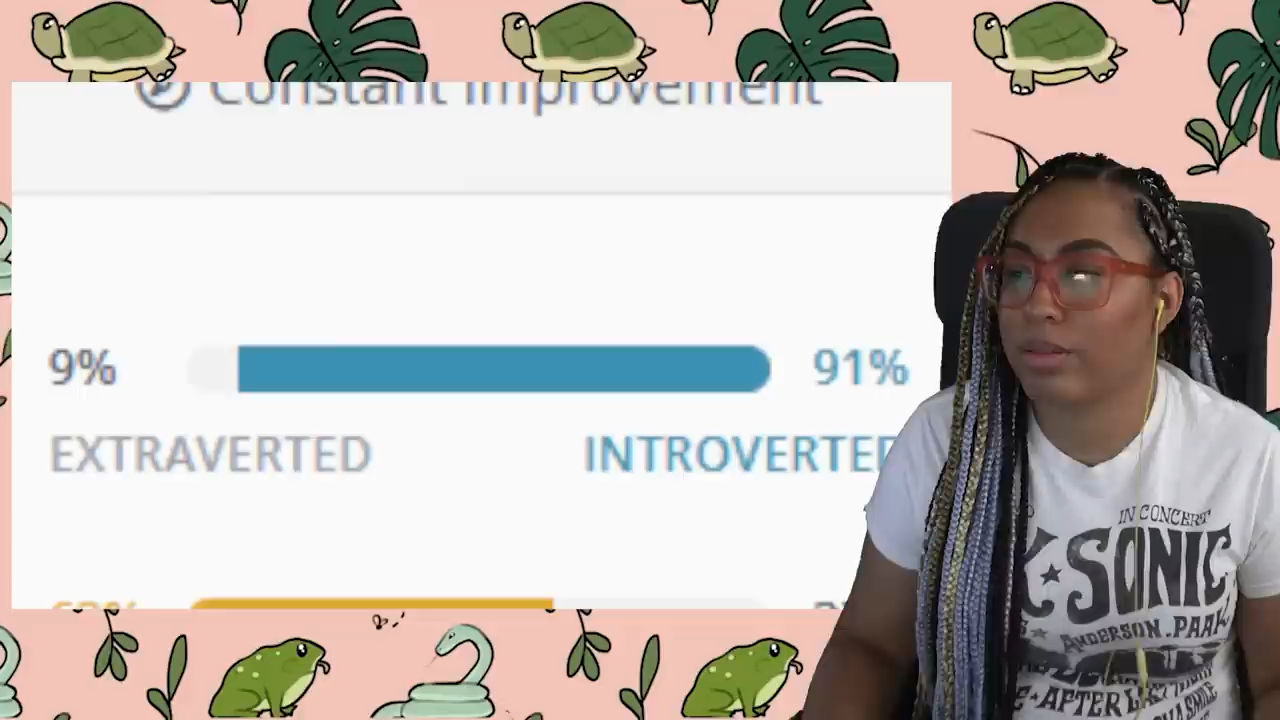 Constant Improvement
9% 91%
EXTRAVERTED INTROVERTED
IN CONCERT
SONIC
ANDERSON .PAAK